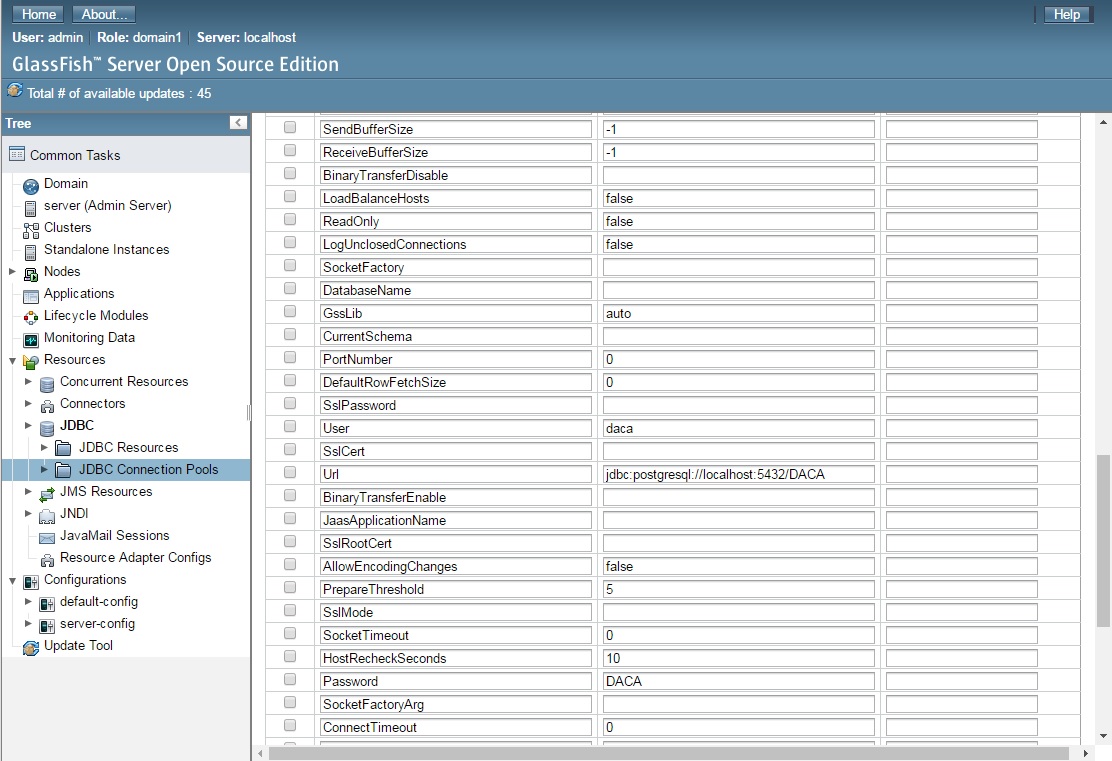 Home About... Help
User: admin Role: domain1 Server: localhost
GlassFish™ Server Open Source Edition
Total # of available updates : 45
Tree
Common Tasks
Domain
server (Admin Server)
Clusters
Standalone Instances
Nodes
Applications
Lifecycle Modules
Monitoring Data
Resources
Concurrent Resources
Connectors
JDBC
JDBC Resources
JDBC Connection Pools
JMS Resources
JNDI
JavaMail Sessions
Resource Adapter Configs
Configurations
default-config
server-config
Update Tool
SendBufferSize -1
ReceiveBufferSize -1
BinaryTransferDisable
LoadBalanceHosts false
ReadOnly false
LogUnclosedConnections false
SocketFactory
DatabaseName
GssLib auto
CurrentSchema
PortNumber 0
DefaultRowFetchSize 0
SslPassword
User daca
SslCert
Url jdbc:postgresql://localhost:5432/DACA
BinaryTransferEnable
JaasApplicationName
SslRootCert
AllowEncodingChanges false
PrepareThreshold 5
SslMode
SocketTimeout 0
HostRecheckSeconds 10
Password DACA
SocketFactoryArg
ConnectTimeout 0